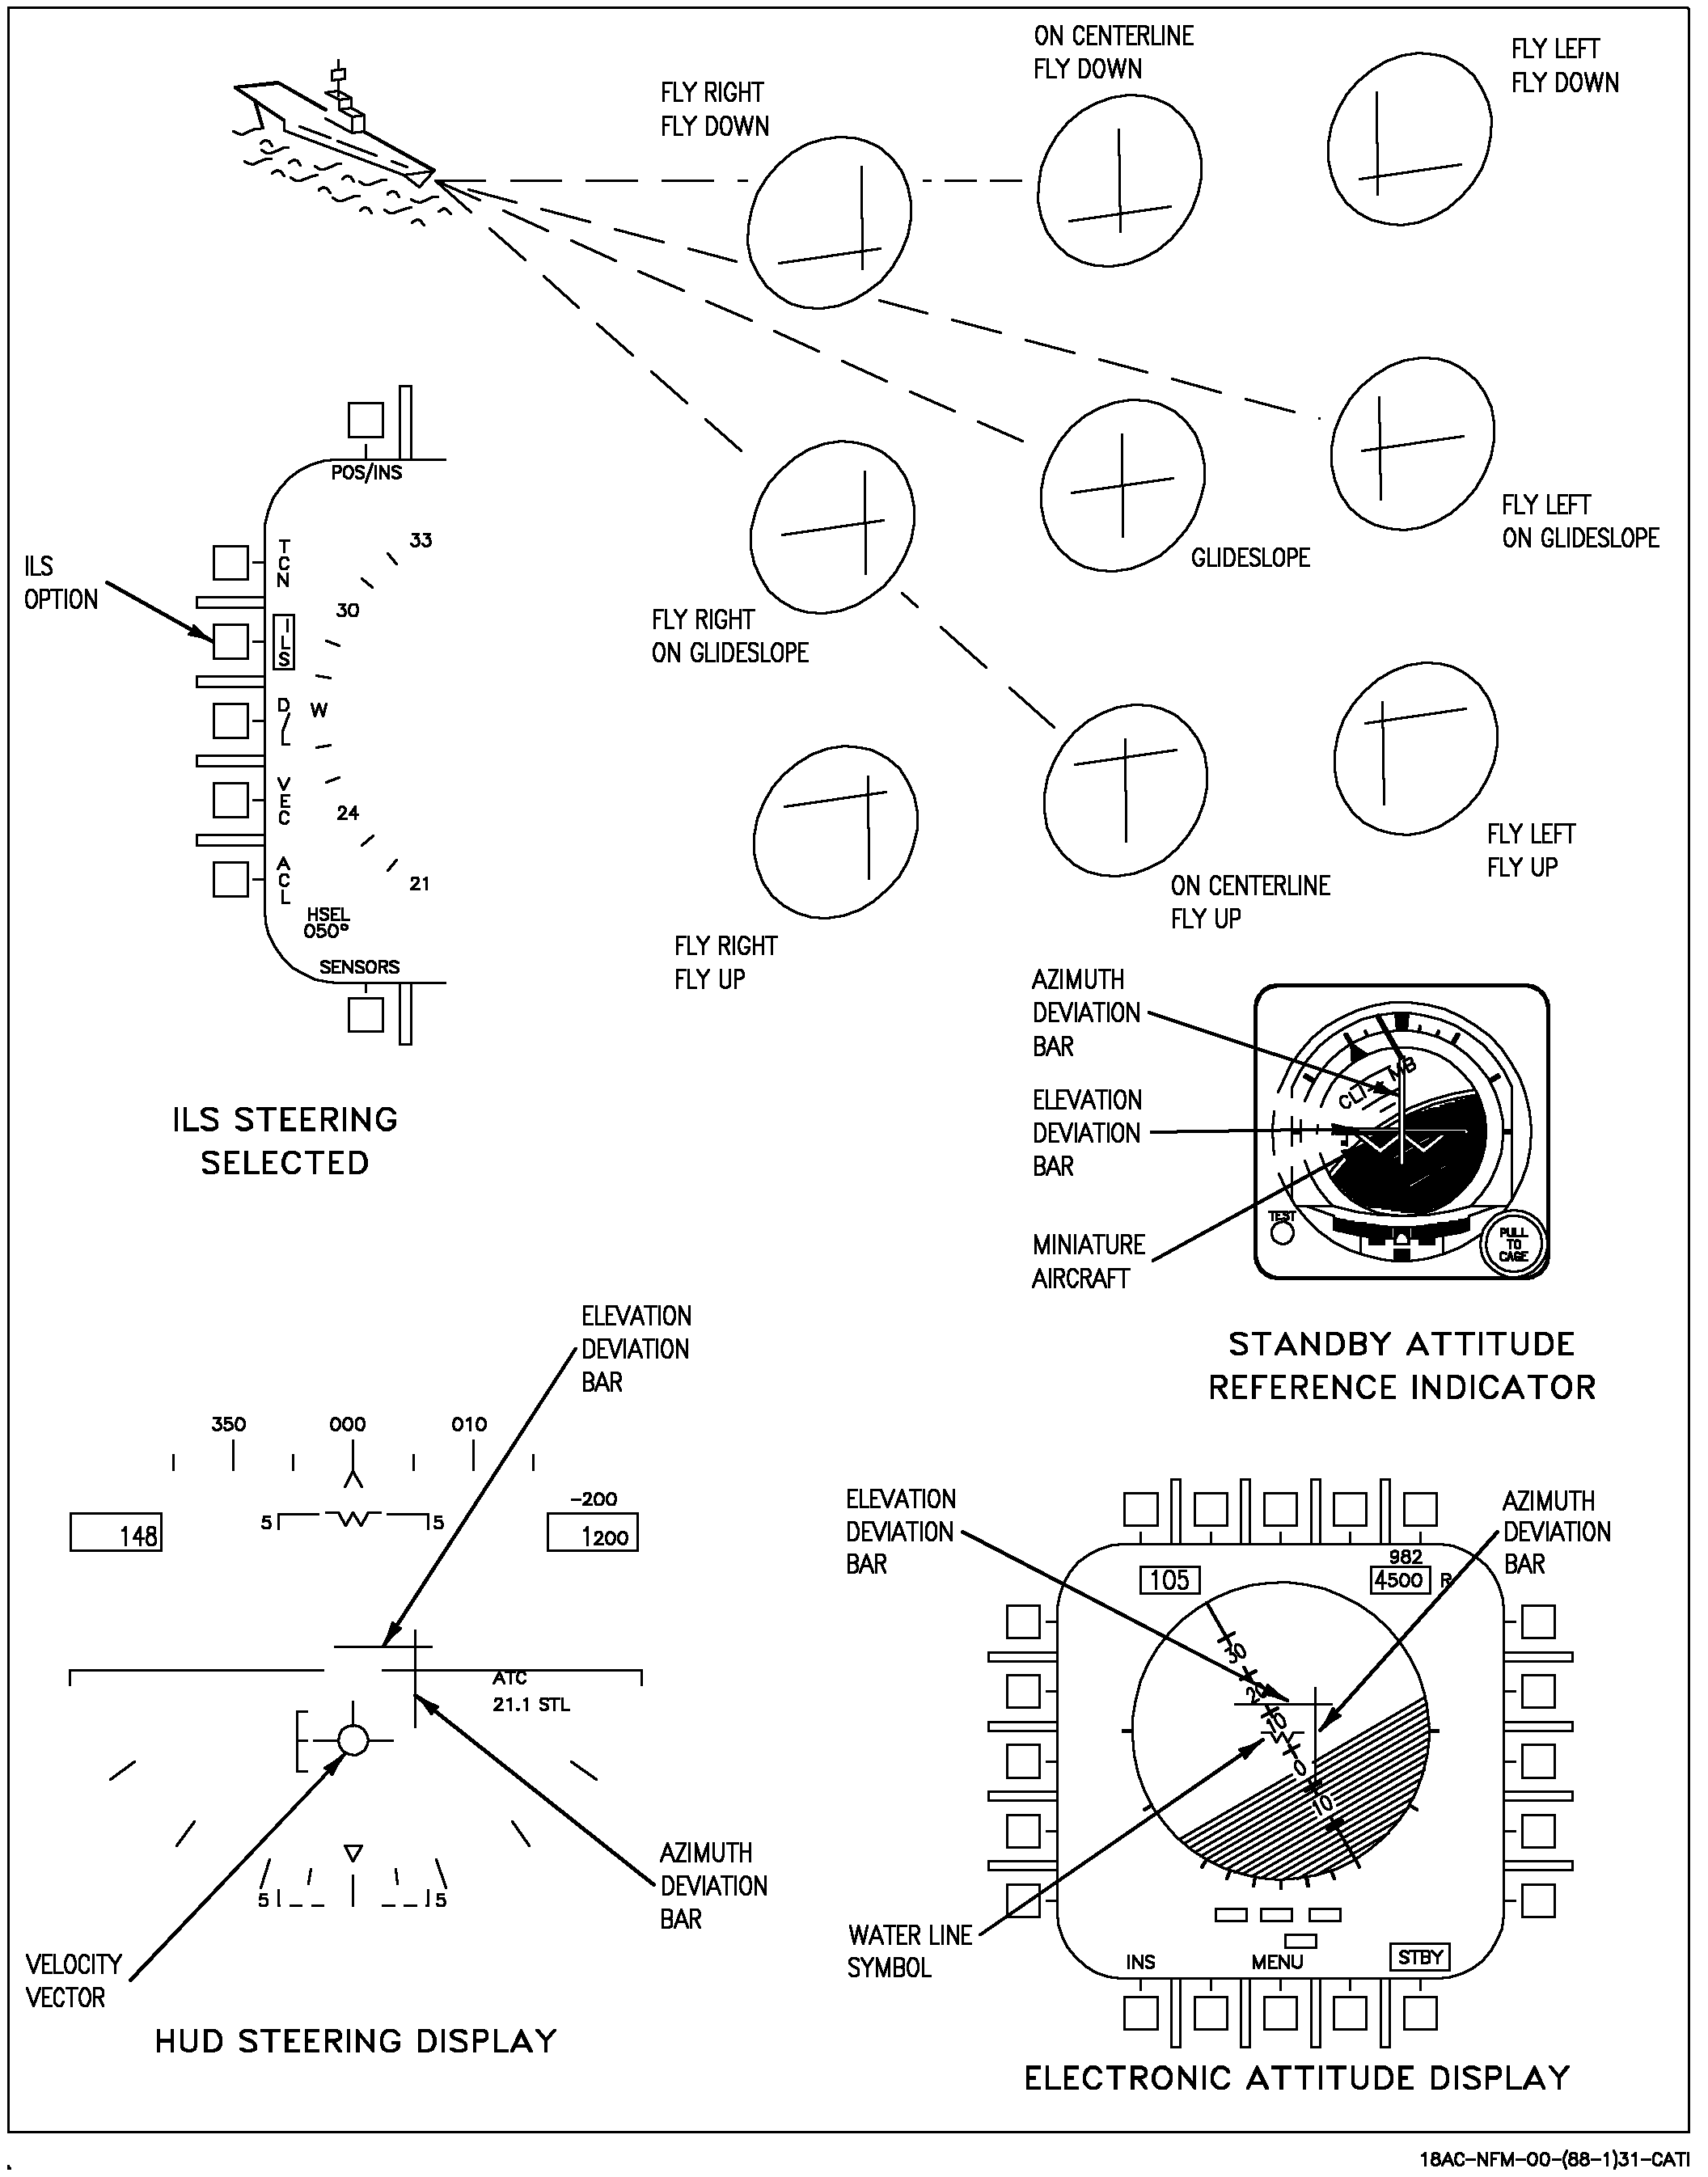 ON CENTERLINE
FLY DOWN
FLY LEFT
FLY DOWN
FLY RIGHT
FLY DOWN
POS/INS
TCN
ILS
D/L
VEC
ACL
33
30
W
24
21
HSEL
050°
SENSORS
ILS
OPTION
ILS STEERING
SELECTED
FLY RIGHT
ON GLIDESLOPE
GLIDESLOPE
FLY LEFT
ON GLIDESLOPE
FLY RIGHT
FLY UP
ON CENTERLINE
FLY UP
FLY LEFT
FLY UP
AZIMUTH
DEVIATION
BAR
ELEVATION
DEVIATION
BAR
MINIATURE
AIRCRAFT
CLI MB
TEST
PULL
TO
CAGE
STANDBY ATTITUDE
REFERENCE INDICATOR
ELEVATION
DEVIATION
BAR
350 000 010
5 5
148
-200
1200
ATC
21.1 STL
5 5
AZIMUTH
DEVIATION
BAR
VELOCITY
VECTOR
HUD STEERING DISPLAY
ELEVATION
DEVIATION
BAR
AZIMUTH
DEVIATION
BAR
105
982
4500 R
30
20
10
0
10
WATER LINE
SYMBOL
INS MENU STBY
ELECTRONIC ATTITUDE DISPLAY
18AC-NFM-00-(88-1)31-CATI